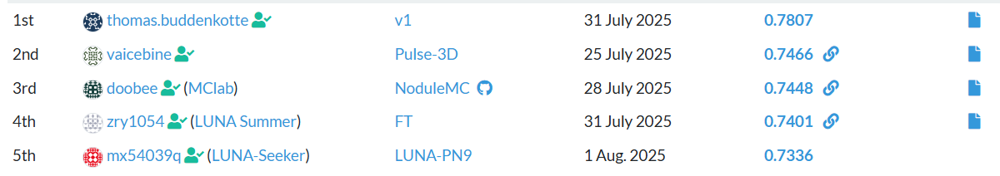 1st thomas.buddenkotte v1 31 July 2025 0.7807
2nd vaicebine Pulse-3D 25 July 2025 0.7466
3rd doobee (MClab) NoduleMC 28 July 2025 0.7448
4th zry1054 (LUNA Summer) FT 31 July 2025 0.7401
5th mx54039q (LUNA-Seeker) LUNA-PN9 1 Aug. 2025 0.7336